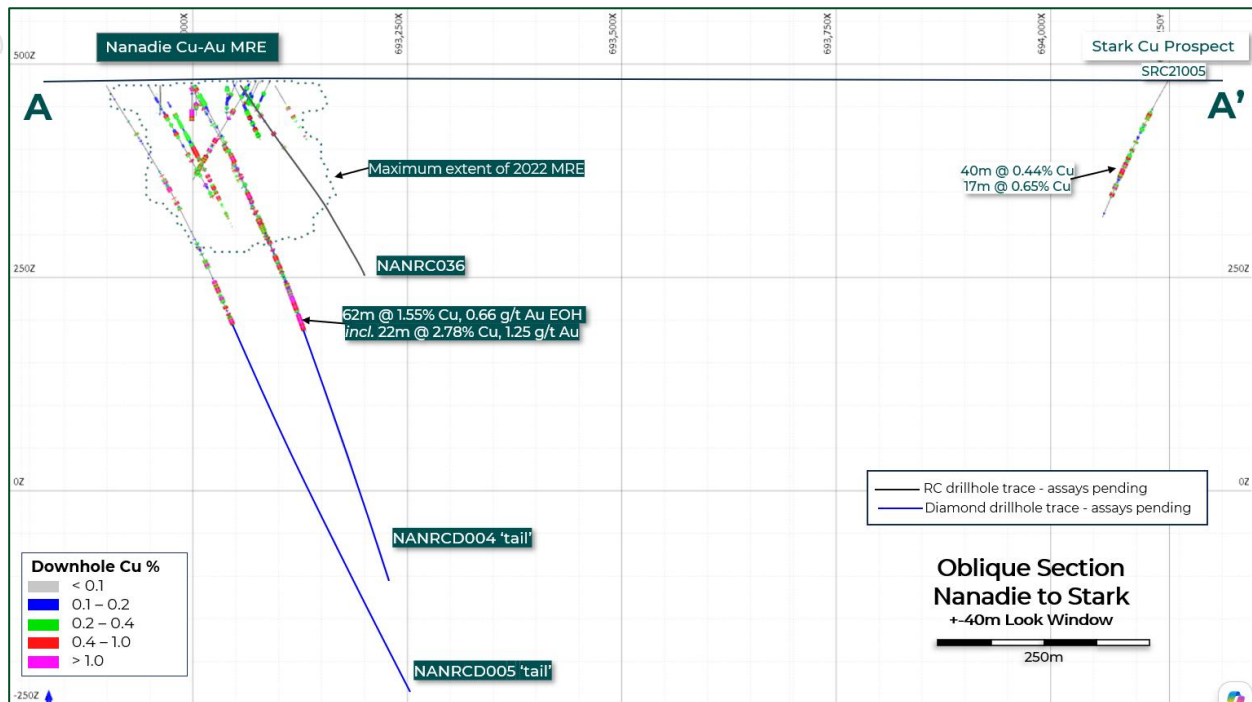 000X
693,250X
693,500X
693,750X
694,000X
250Y
500Z
500Z
Nanadie Cu-Au MRE
Stark Cu Prospect
SRC21005
A
A'
Maximum extent of 2022 MRE
40m @ 0.44% Cu
17m @ 0.65% Cu
NANRC036
250Z
250Z
62m @ 1.55% Cu, 0.66 g/t Au EOH
incl. 22m @ 2.78% Cu, 1.25 g/t Au
0Z
0Z
RC drillhole trace - assays pending
Diamond drillhole trace - assays pending
NANRCD004 ‘tail’
Downhole Cu %
< 0.1
0.1 – 0.2
0.2 – 0.4
0.4 – 1.0
> 1.0
Oblique Section
Nanadie to Stark
+-40m Look Window
250m
NANRCD005 ‘tail’
-250Z